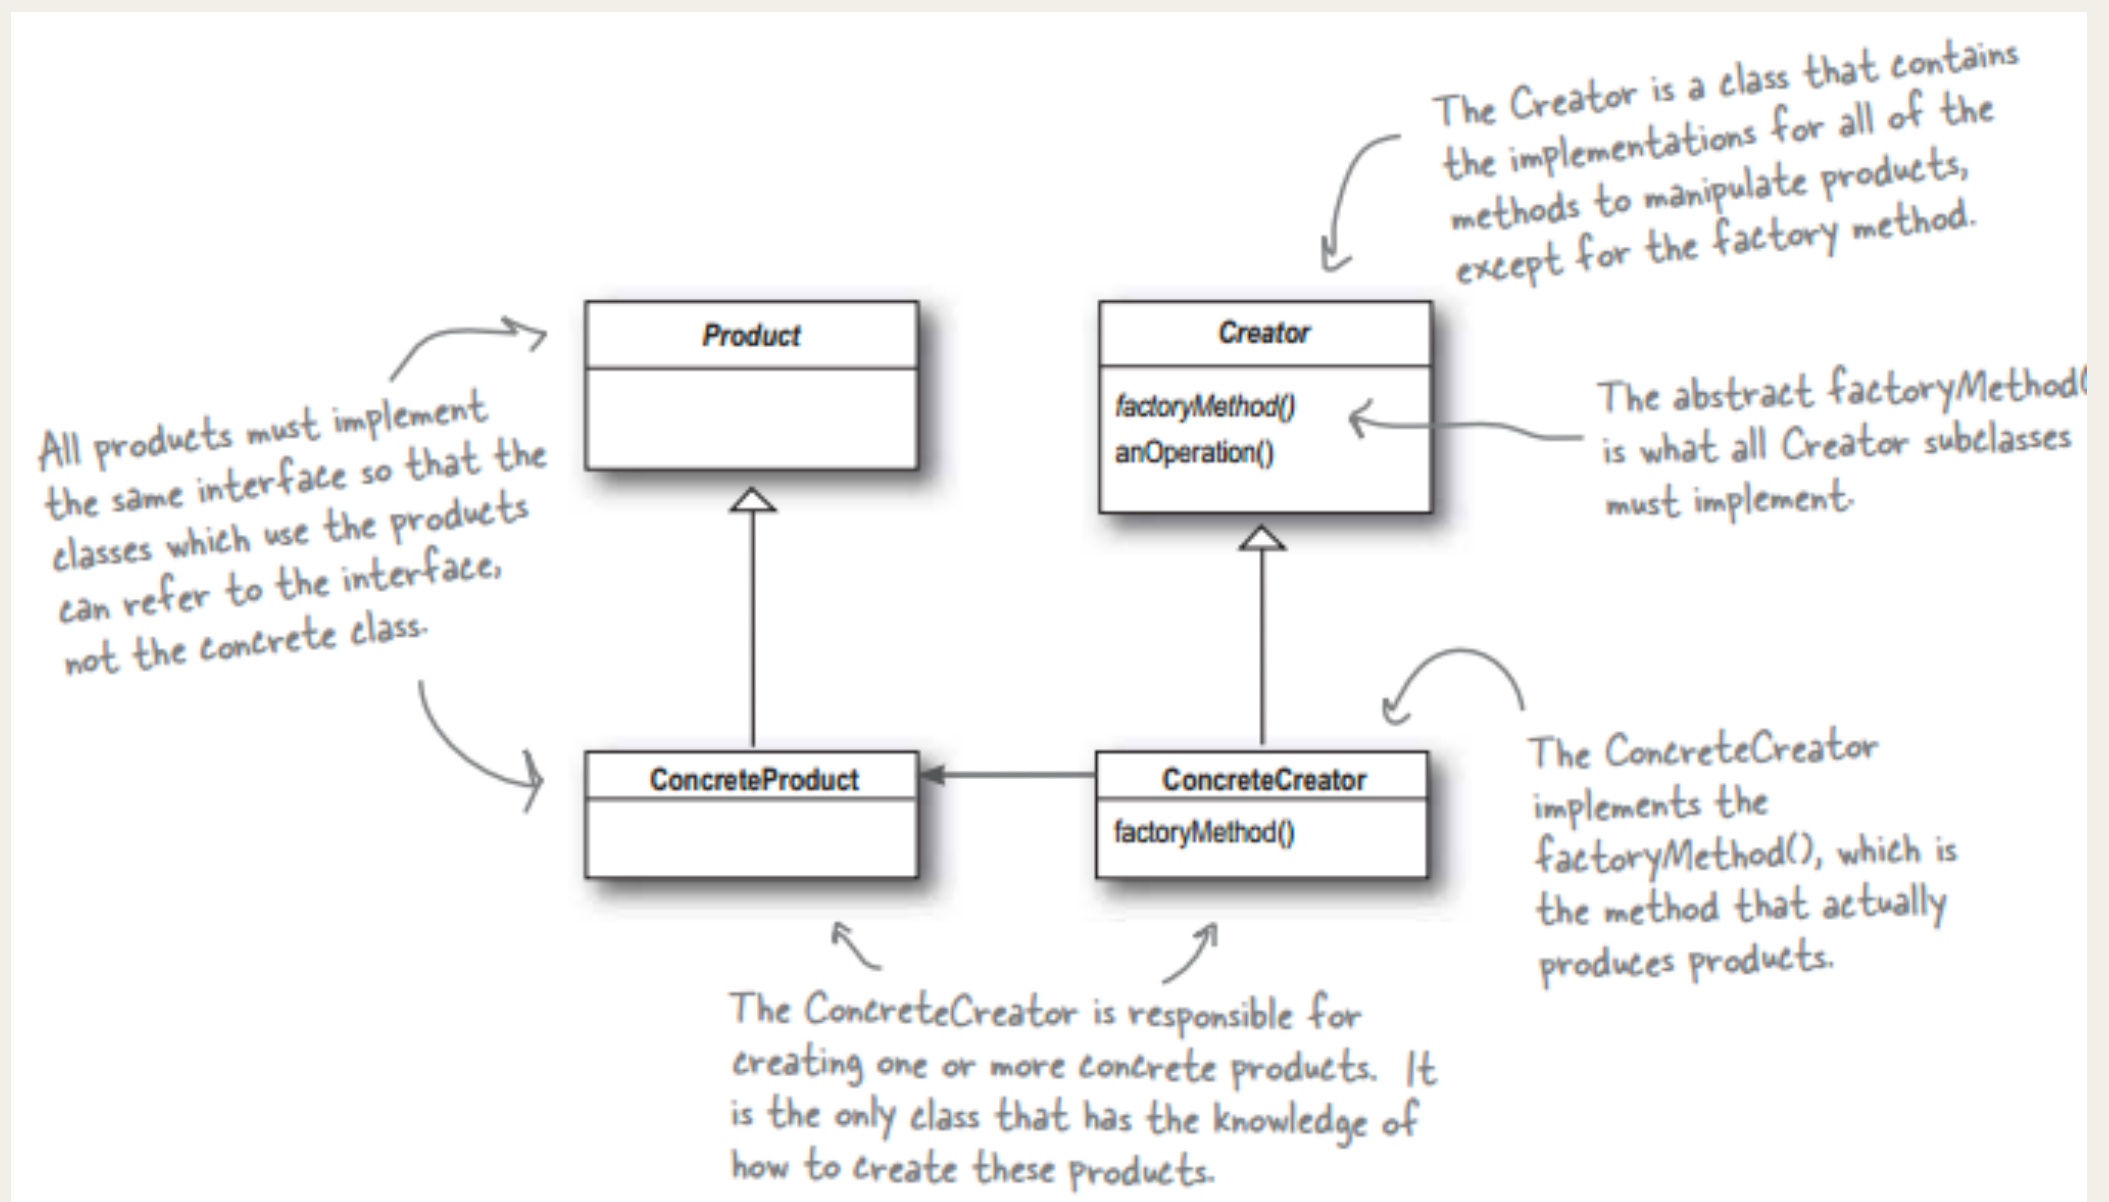 The Creator is a class that contains
the implementations for all of the
methods to manipulate products,
except for the factory method.
Product
Creator
factoryMethod()
anOperation()
The abstract factoryMethod(
is what all Creator subclasses
must implement.
All products must implement
the same interface so that the
classes which use the products
can refer to the interface,
not the concrete class.
ConcreteProduct
ConcreteCreator
factoryMethod()
The ConcreteCreator
implements the
factoryMethod(), which is
the method that actually
produces products.
The ConcreteCreator is responsible for
creating one or more concrete products. It
is the only class that has the knowledge of
how to create these products.